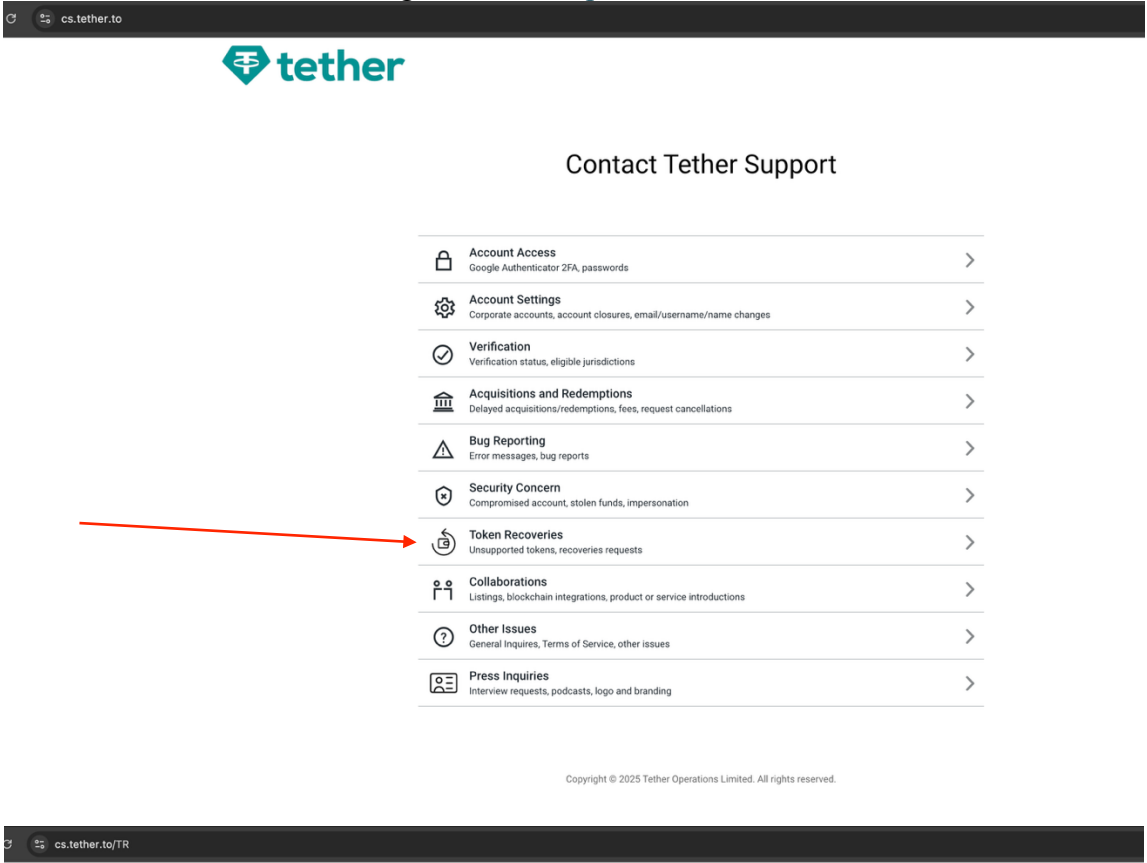 cs.tether.to
tether
Contact Tether Support
Account Access
Google Authenticator 2FA, passwords
Account Settings
Corporate accounts, account closures, email/username/name changes
Verification
Verification status, eligible jurisdictions
Acquisitions and Redemptions
Delayed acquisitions/redemptions, fees, request cancellations
Bug Reporting
Error messages, bug reports
Security Concern
Compromised account, stolen funds, impersonation
Token Recoveries
Unsupported tokens, recoveries requests
Collaborations
Listings, blockchain integrations, product or service introductions
Other Issues
General Inquires, Terms of Service, other issues
Press Inquiries
Interview requests, podcasts, logo and branding
Copyright © 2025 Tether Operations Limited. All rights reserved.
cs.tether.to/TR